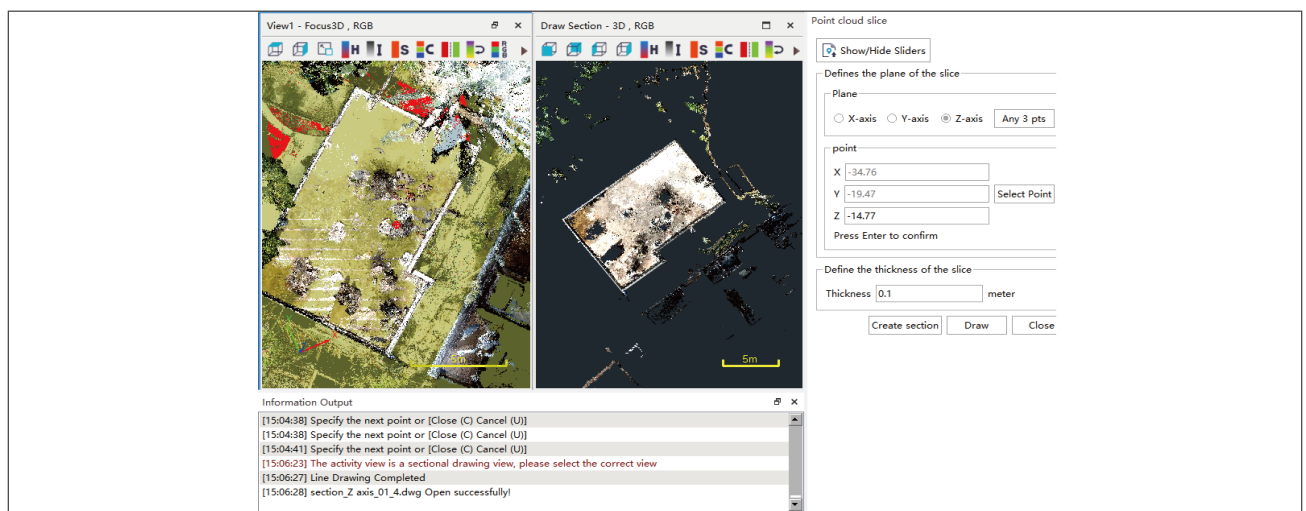 View1 - Focus3D , RGB
Draw Section - 3D , RGB
H I S C RGB
H I S C
5m
5m
Point cloud slice
Show/Hide Sliders
Defines the plane of the slice
Plane
X-axis Y-axis Z-axis Any 3 pts
point
X -34.76
Y -19.47 Select Point
Z -14.77
Press Enter to confirm
Define the thickness of the slice
Thickness 0.1 meter
Create section Draw Close
Information Output
[15:04:38] Specify the next point or [Close (C) Cancel (U)]
[15:04:38] Specify the next point or [Close (C) Cancel (U)]
[15:04:41] Specify the next point or [Close (C) Cancel (U)]
[15:06:23] The activity view is a sectional drawing view, please select the correct view
[15:06:27] Line Drawing Completed
[15:06:28] section_Z axis_01_4.dwg Open successfully!